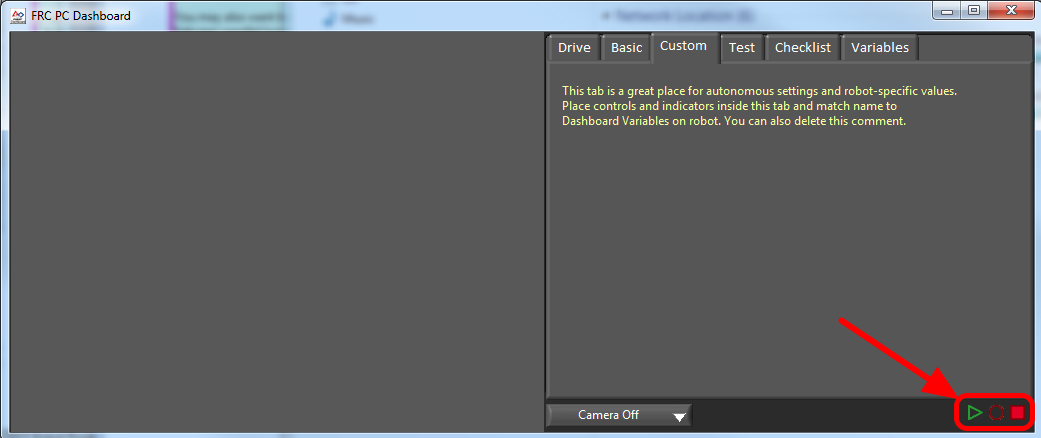 FRC PC Dashboard
Drive Basic Custom Test Checklist Variables
This tab is a great place for autonomous settings and robot-specific values.
Place controls and indicators inside this tab and match name to
Dashboard Variables on robot. You can also delete this comment.
Camera Off